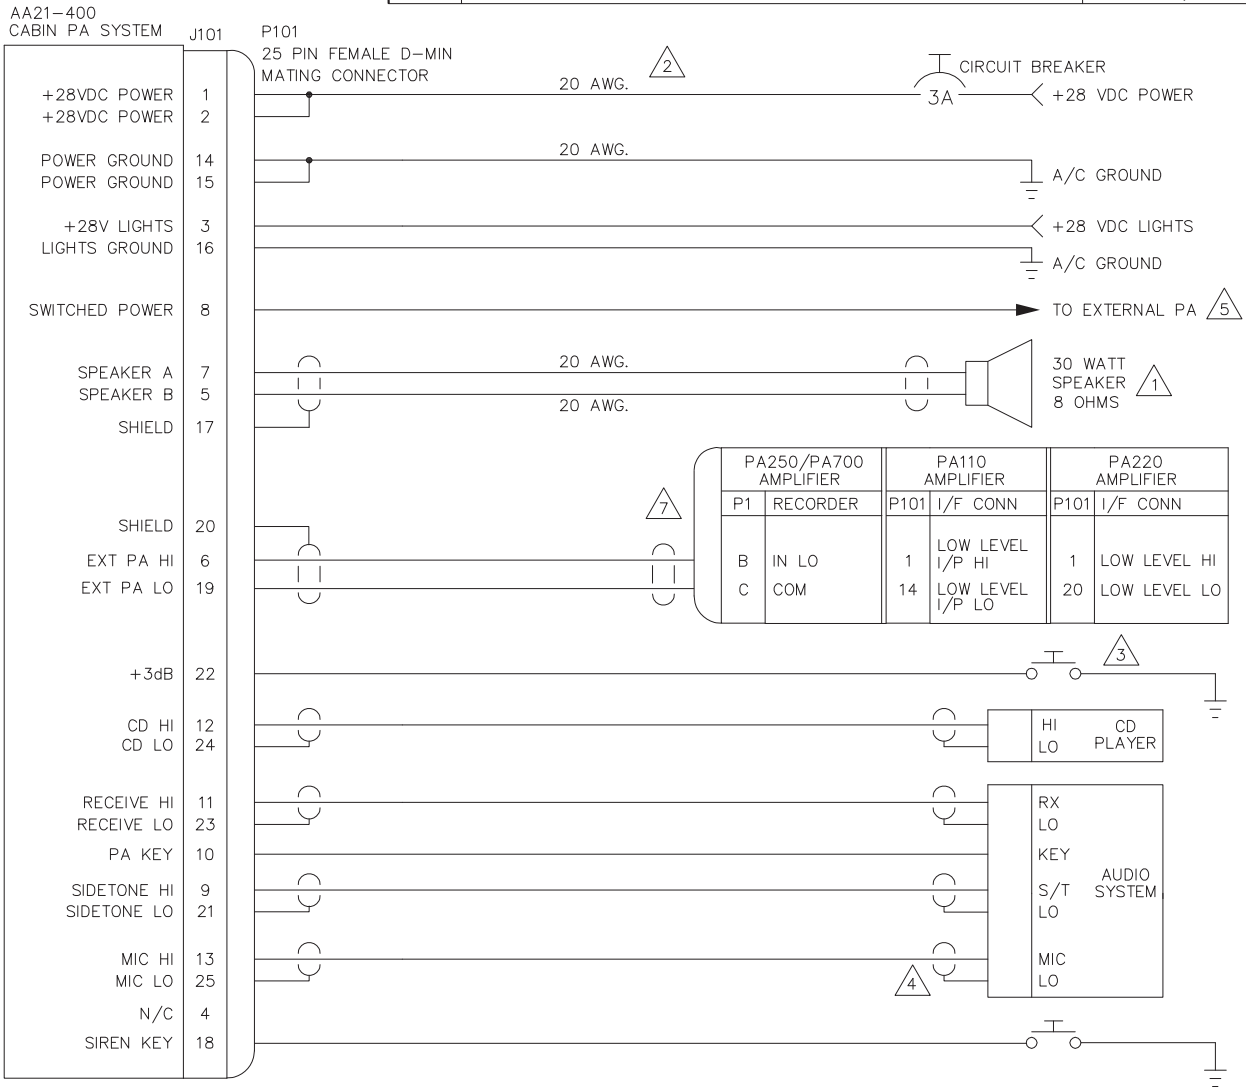 AA21-400
CABIN PA SYSTEM
J101
P101
25 PIN FEMALE D-MIN
MATING CONNECTOR
20 AWG.
2
CIRCUIT BREAKER
3A
+28VDC POWER 1
+28 VDC POWER
+28VDC POWER 2
20 AWG.
POWER GROUND 14
POWER GROUND 15
A/C GROUND
+28V LIGHTS 3
+28 VDC LIGHTS
LIGHTS GROUND 16
A/C GROUND
SWITCHED POWER 8
TO EXTERNAL PA 5
20 AWG.
SPEAKER A 7
SPEAKER B 5
20 AWG.
30 WATT
SPEAKER 1
8 OHMS
SHIELD 17
PA250/PA700
AMPLIFIER
PA110
AMPLIFIER
PA220
AMPLIFIER
P1 RECORDER P101 I/F CONN P101 I/F CONN
7
SHIELD 20
EXT PA HI 6
B IN LO
1 LOW LEVEL
I/P HI
1 LOW LEVEL HI
EXT PA LO 19
C COM
14 LOW LEVEL
I/P LO
20 LOW LEVEL LO
+3dB 22
3
CD HI 12
CD LO 24
HI CD
LO PLAYER
RECEIVE HI 11
RX
RECEIVE LO 23
LO
PA KEY 10
KEY
SIDETONE HI 9
S/T
SIDETONE LO 21
LO
AUDIO
SYSTEM
MIC HI 13
MIC
MIC LO 25
4
LO
N/C 4
SIREN KEY 18